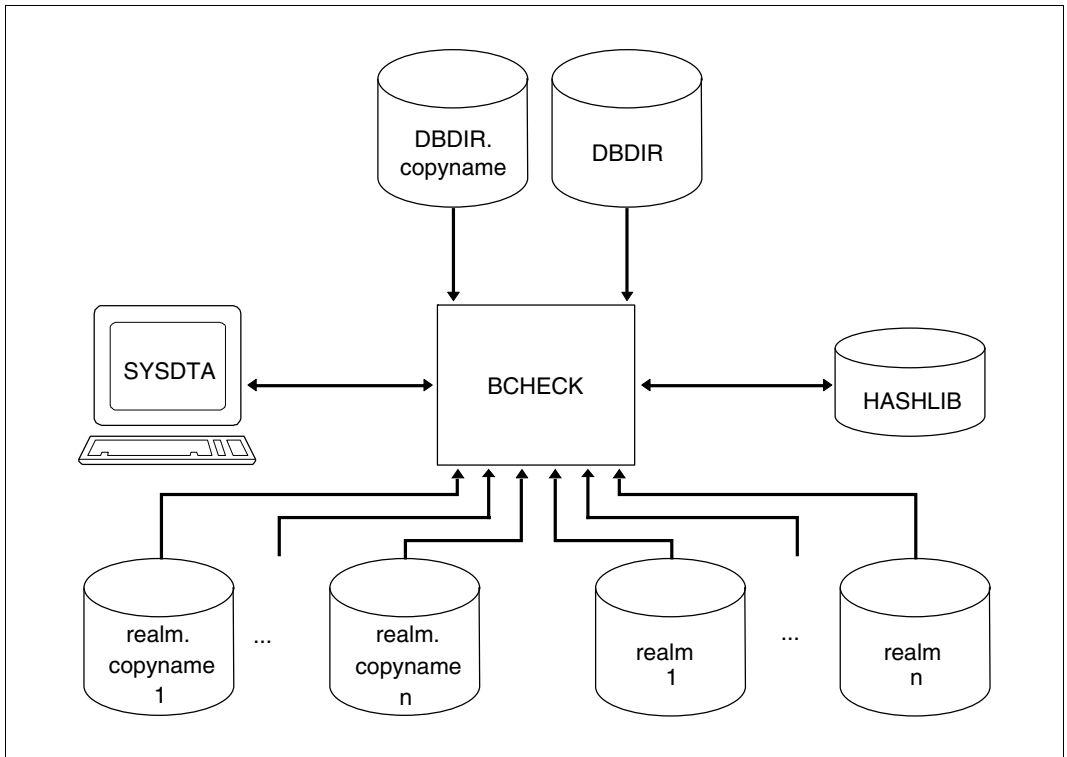 DBDIR.
copyname
DBDIR
SYSDTA
BCHECK
HASHLIB
realm.
copyname
1
...
realm.
copyname
n
realm
1
...
realm
n